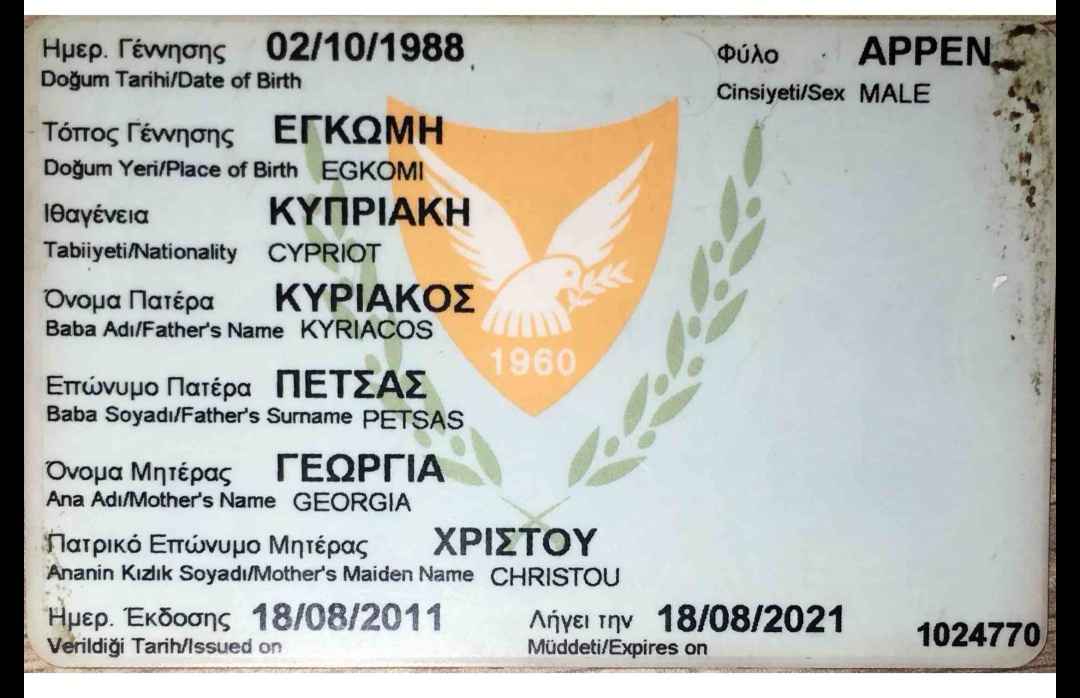 Ημερ. Γέννησης 02/10/1988 Φύλο ΑΡΡΕΝ
Doğum Tarihi/Date of Birth Cinsiyeti/Sex MALE
Τόπος Γέννησης ΕΓΚΩΜΗ
Doğum Yeri/Place of Birth EGKOMI
Ιθαγένεια ΚΥΠΡΙΑΚΗ
Tabiiyeti/Nationality CYPRIOT
Όνομα Πατέρα ΚΥΡΙΑΚΟΣ
Baba Adı/Father's Name KYRIACOS
1960
Επώνυμο Πατέρα ΠΕΤΣΑΣ
Baba Soyadı/Father's Surname PETSAS
Όνομα Μητέρας ΓΕΩΡΓΙΑ
Ana Adı/Mother's Name GEORGIA
Πατρικό Επώνυμο Μητέρας ΧΡΙΣΤΟΥ
Ananin Kızlık Soyadı/Mother's Maiden Name CHRISTOU
Ημερ. Έκδοσης 18/08/2011 Λήγει την 18/08/2021
Verildiği Tarih/Issued on Müddeti/Expires on 1024770